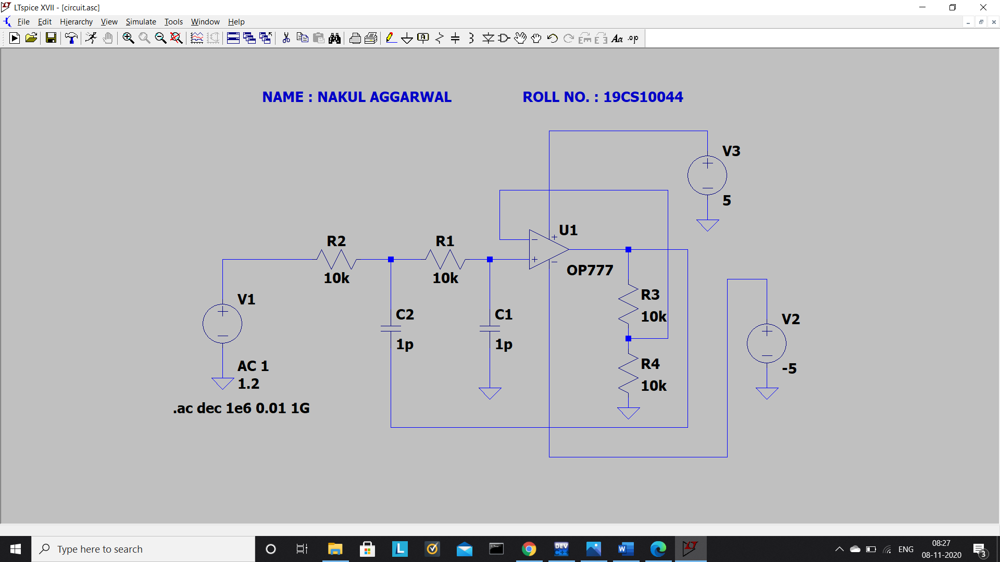 LTspice XVII - [circuit.asc]
File Edit Hierarchy View Simulate Tools Window Help
Aa .op
NAME : NAKUL AGGARWAL ROLL NO. : 19CS10044
V3
5
U1
OP777
R2
10k
R1
10k
V1
AC 1
1.2
C2
1p
C1
1p
R3
10k
R4
10k
V2
-5
.ac dec 1e6 0.01 1G
Type here to search
L
DEV
C++
W
ENG
08:27
08-11-2020
3